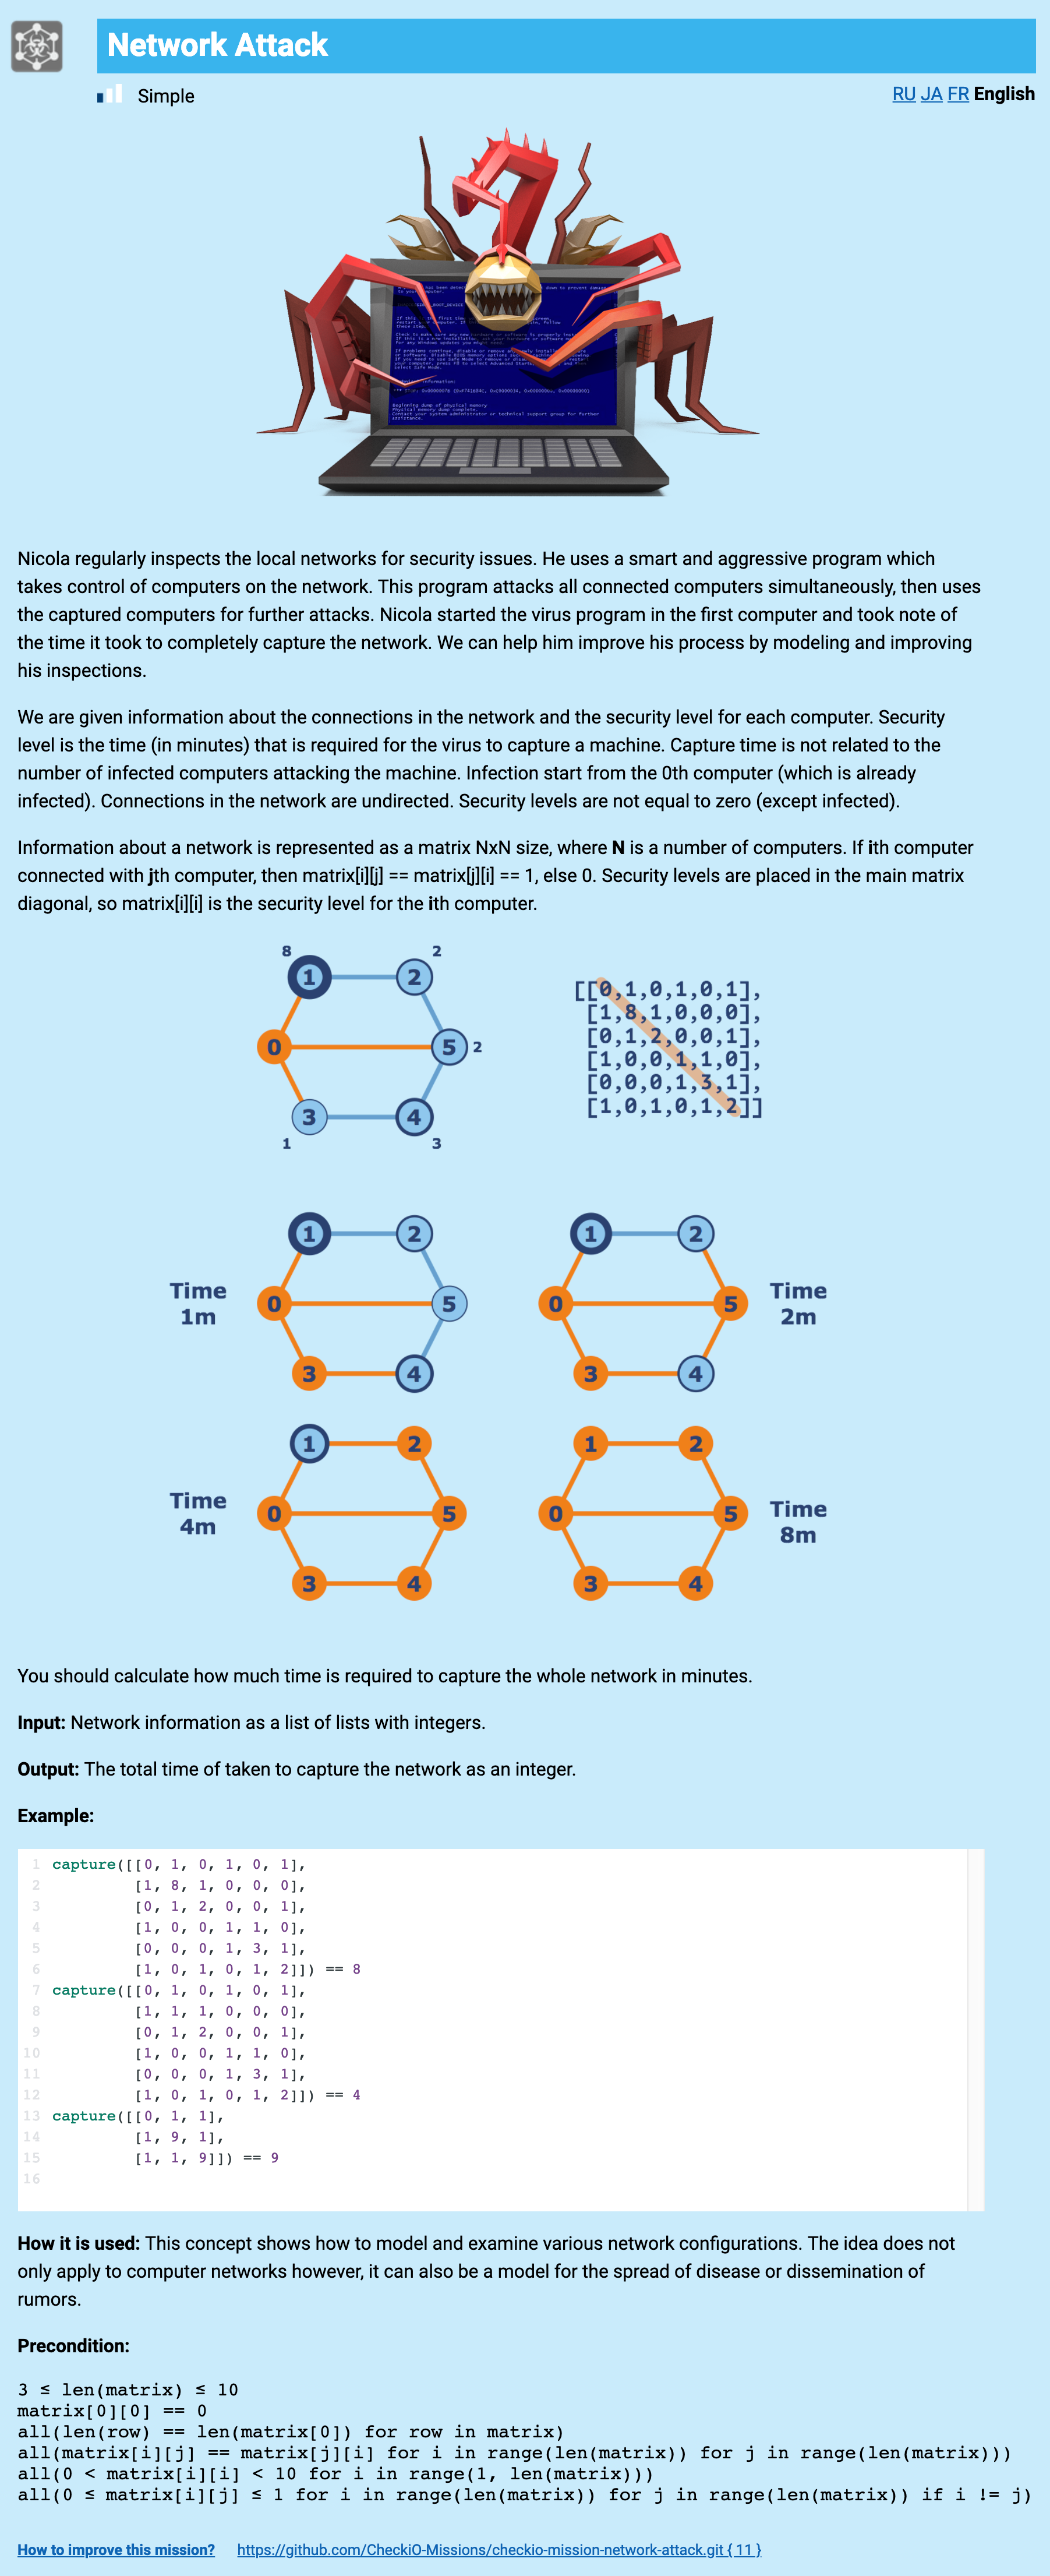 Network Attack
Simple
RU JA FR English
Nicola regularly inspects the local networks for security issues. He uses a smart and aggressive program which
takes control of computers on the network. This program attacks all connected computers simultaneously, then uses
the captured computers for further attacks. Nicola started the virus program in the first computer and took note of
the time it took to completely capture the network. We can help him improve his process by modeling and improving
his inspections.
We are given information about the connections in the network and the security level for each computer. Security
level is the time (in minutes) that is required for the virus to capture a machine. Capture time is not related to the
number of infected computers attacking the machine. Infection start from the 0th computer (which is already
infected). Connections in the network are undirected. Security levels are not equal to zero (except infected).
Information about a network is represented as a matrix NxN size, where N is a number of computers. If ith computer
connected with jth computer, then matrix[i][j] == matrix[j][i] == 1, else 0. Security levels are placed in the main matrix
diagonal, so matrix[i][i] is the security level for the ith computer.
8 2
1 2
0 5 2
3 4
1 3
[[0,1,0,1,0,1],
[1,8,1,0,0,0],
[0,1,2,0,0,1],
[1,0,0,1,1,0],
[0,0,0,1,3,1],
[1,0,1,0,1,2]]
1 2
Time
1m
0 5
3 4
1 2
0 5
Time
2m
3 4
1 2
Time
4m
0 5
3 4
1 2
0 5
Time
8m
3 4
You should calculate how much time is required to capture the whole network in minutes.
Input: Network information as a list of lists with integers.
Output: The total time of taken to capture the network as an integer.
Example:
1 capture([[0, 1, 0, 1, 0, 1],
2 [1, 8, 1, 0, 0, 0],
3 [0, 1, 2, 0, 0, 1],
4 [1, 0, 0, 1, 1, 0],
5 [0, 0, 0, 1, 3, 1],
6 [1, 0, 1, 0, 1, 2]]) == 8
7 capture([[0, 1, 0, 1, 0, 1],
8 [1, 1, 1, 0, 0, 0],
9 [0, 1, 2, 0, 0, 1],
10 [1, 0, 0, 1, 1, 0],
11 [0, 0, 0, 1, 3, 1],
12 [1, 0, 1, 0, 1, 2]]) == 4
13 capture([[0, 1, 1],
14 [1, 9, 1],
15 [1, 1, 9]]) == 9
16
How it is used: This concept shows how to model and examine various network configurations. The idea does not
only apply to computer networks however, it can also be a model for the spread of disease or dissemination of
rumors.
Precondition:
3 ≤ len(matrix) ≤ 10
matrix[0][0] == 0
all(len(row) == len(matrix[0]) for row in matrix)
all(matrix[i][j] == matrix[j][i] for i in range(len(matrix)) for j in range(len(matrix)))
all(0 < matrix[i][i] < 10 for i in range(1, len(matrix)))
all(0 ≤ matrix[i][j] ≤ 1 for i in range(len(matrix)) for j in range(len(matrix)) if i != j)
How to improve this mission? https://github.com/CheckiO-Missions/checkio-mission-network-attack.git { 11 }